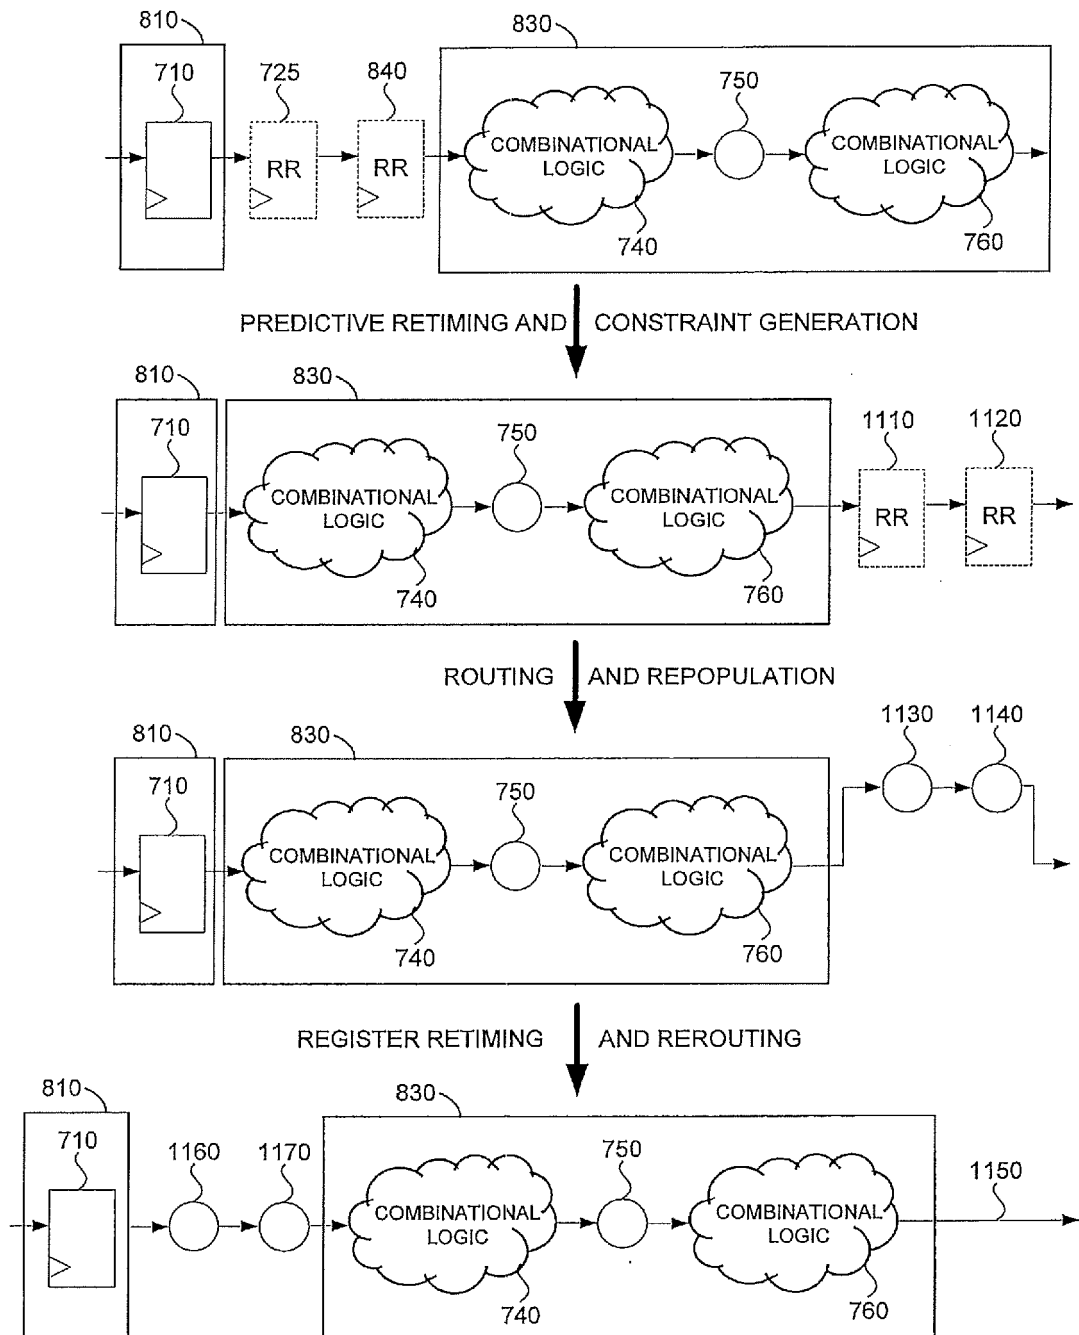 810
830
710
725
840
750
RR
RR
COMBINATIONAL
LOGIC
COMBINATIONAL
LOGIC
740
760
PREDICTIVE RETIMING AND CONSTRAINT GENERATION
810
830
710
750
1110
1120
COMBINATIONAL
LOGIC
COMBINATIONAL
LOGIC
RR
RR
740
760
ROUTING AND REPOPULATION
810
830
1130
1140
710
750
COMBINATIONAL
LOGIC
COMBINATIONAL
LOGIC
740
760
REGISTER RETIMING AND REROUTING
810
830
710
1160
1170
750
1150
COMBINATIONAL
LOGIC
COMBINATIONAL
LOGIC
740
760